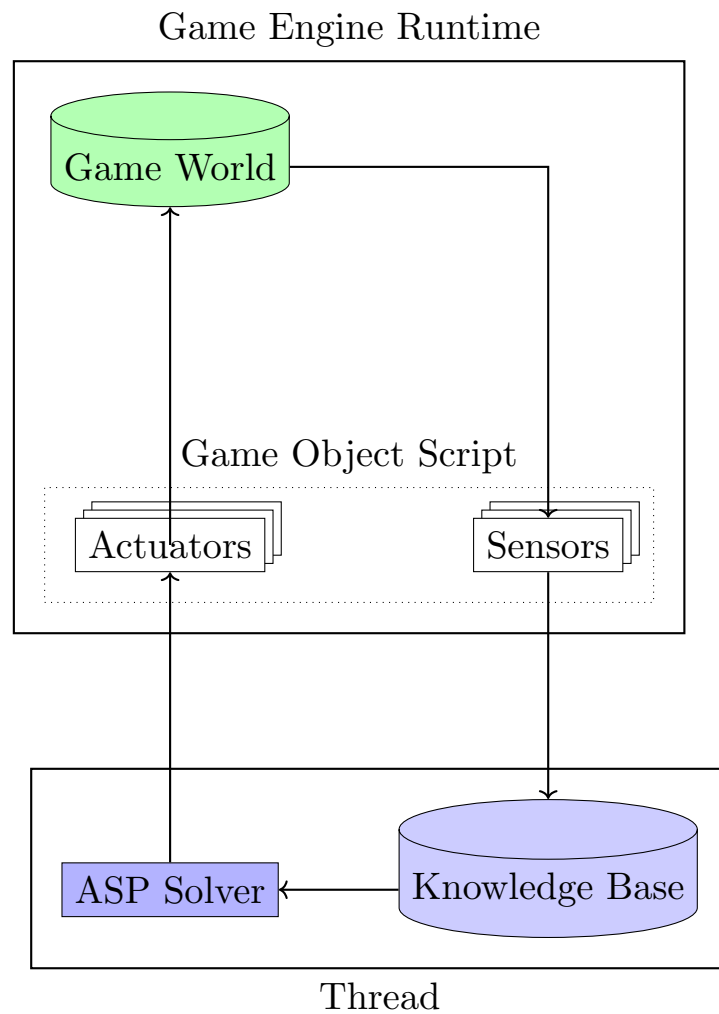 Game Engine Runtime
Game World
Game Object Script
Actuators
Sensors
ASP Solver
Knowledge Base
Thread